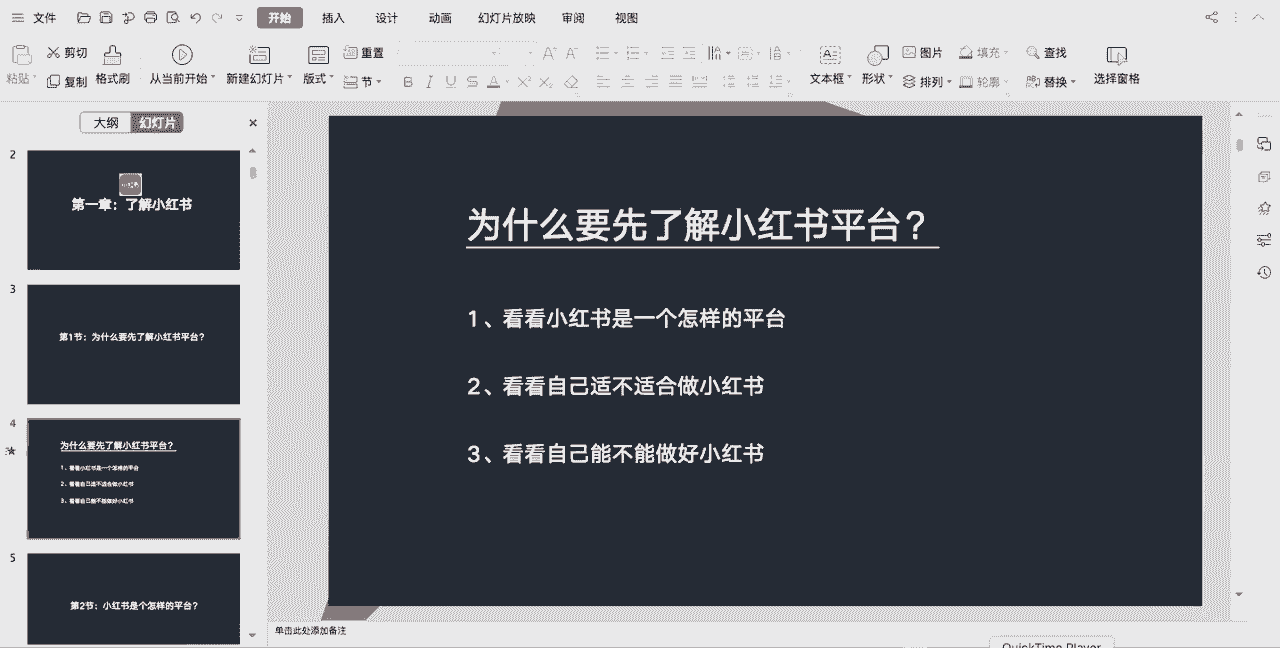 文件 开始 插入 设计 动画 幻灯片放映 审阅 视图
粘贴 剪切 复制 格式刷 从当前开始 新建幻灯片 版式 重置 节 文本框 形状 图片 排列 填充 轮廓 查找 替换 选择窗格
大纲 幻灯片
2
第一章：了解小红书
3
第1节：为什么要先了解小红书平台？
4
为什么要先了解小红书平台？
1、看看小红书是一个怎样的平台
2、看看自己适不适合做小红书
3、看看自己能不能做好小红书
5
第2节：小红书是个怎样的平台？
为什么要先了解小红书平台？
1、看看小红书是一个怎样的平台
2、看看自己适不适合做小红书
3、看看自己能不能做好小红书
单击此处添加备注
QuickTime Player